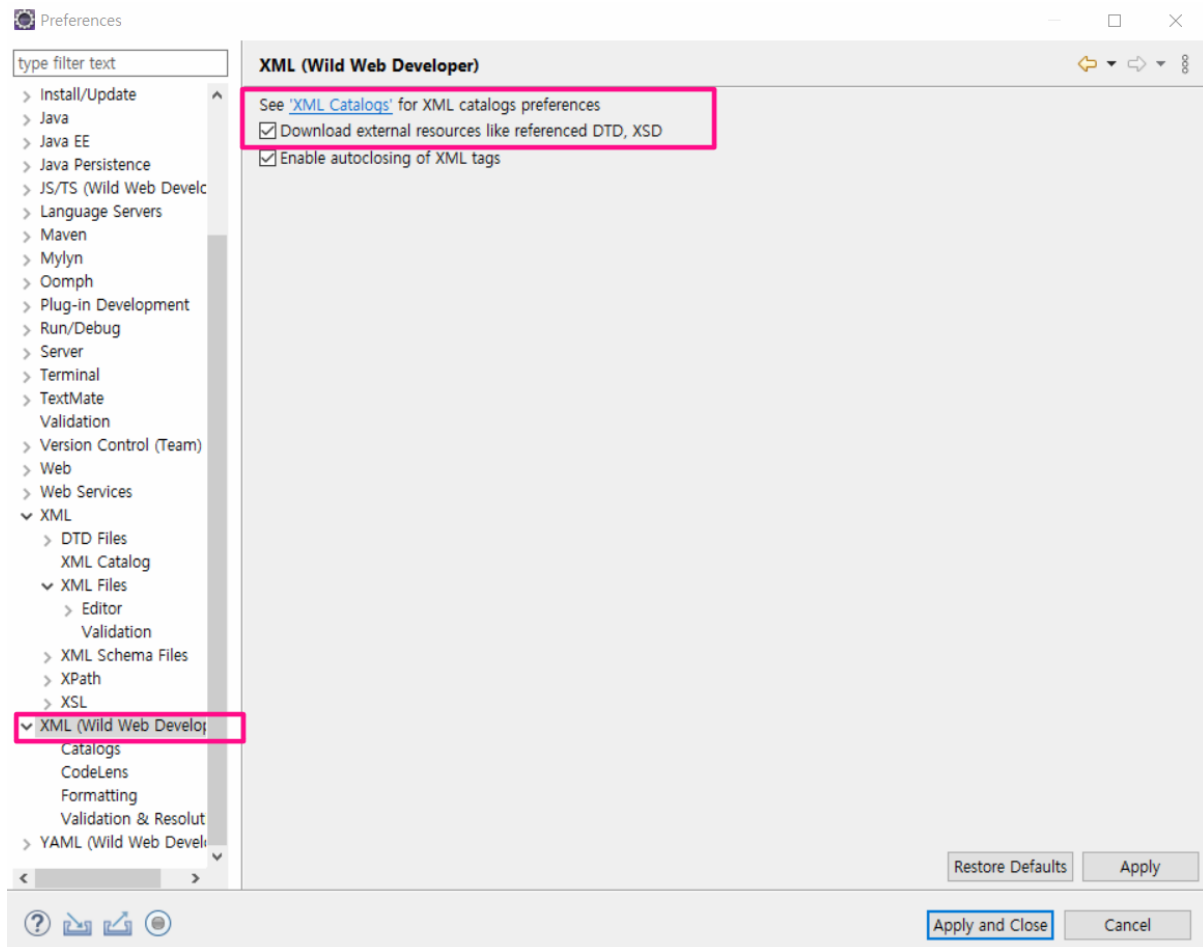 Preferences
type filter text
Install/Update
Java
Java EE
Java Persistence
JS/TS (Wild Web Develc
Language Servers
Maven
Mylyn
Oomph
Plug-in Development
Run/Debug
Server
Terminal
TextMate
Validation
Version Control (Team)
Web
Web Services
XML
DTD Files
XML Catalog
XML Files
Editor
Validation
XML Schema Files
XPath
XSL
XML (Wild Web Develop
Catalogs
CodeLens
Formatting
Validation & Resolut
YAML (Wild Web Develo
XML (Wild Web Developer)
See 'XML Catalogs' for XML catalogs preferences
Download external resources like referenced DTD, XSD
Enable autoclosing of XML tags
Restore Defaults
Apply
Apply and Close
Cancel